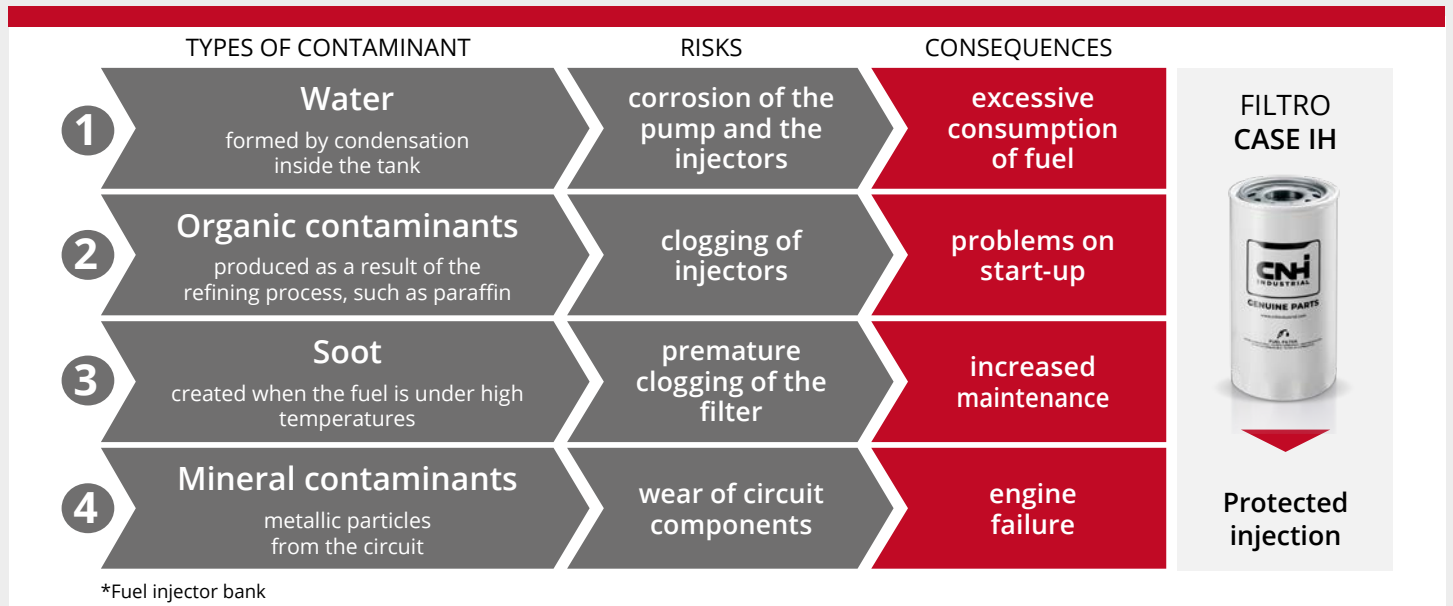 TYPES OF CONTAMINANT
RISKS
CONSEQUENCES
1
Water
formed by condensation
inside the tank
corrosion of the
pump and the
injectors
excessive
consumption
of fuel
2
Organic contaminants
produced as a result of the
refining process, such as paraffin
clogging of
injectors
problems on
start-up
3
Soot
created when the fuel is under high
temperatures
premature
clogging of the
filter
increased
maintenance
4
Mineral contaminants
metallic particles
from the circuit
wear of circuit
components
engine
failure
FILTRO
CASE IH
CNH
INDUSTRIAL
GENUINE PARTS
FUEL FILTER
Protected
injection
*Fuel injector bank